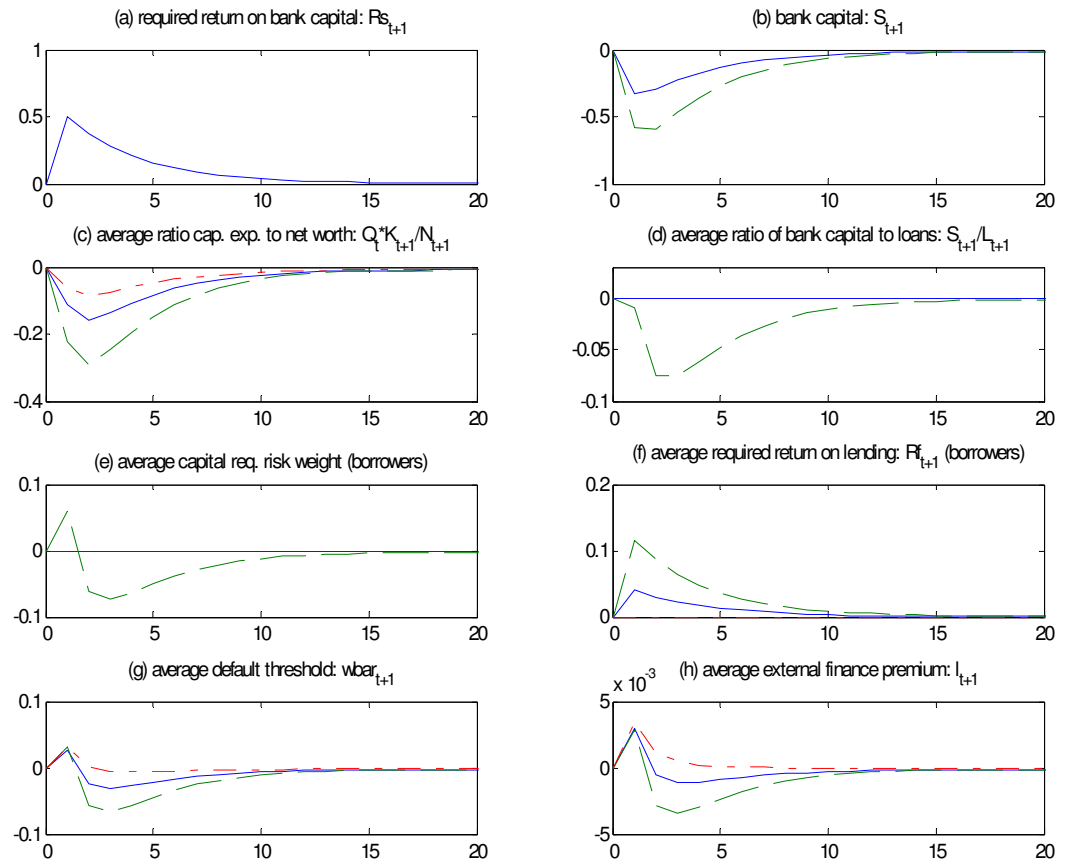 (a) required return on bank capital: Rs_{t+1}
1
0.5
0
0 5 10 15 20
(b) bank capital: S_{t+1}
0
-0.5
-1
0 5 10 15 20
(c) average ratio cap. exp. to net worth: Q_t*K_{t+1}/N_{t+1}
0
-0.2
-0.4
0 5 10 15 20
(d) average ratio of bank capital to loans: S_{t+1}/L_{t+1}
0
-0.05
-0.1
0 5 10 15 20
(e) average capital req. risk weight (borrowers)
0.1
0
-0.1
0 5 10 15 20
(f) average required return on lending: Rf_{t+1} (borrowers)
0.2
0.1
0
0 5 10 15 20
(g) average default threshold: wbar_{t+1}
0.1
0
-0.1
0 5 10 15 20
(h) average external finance premium: l_{t+1}
x 10^{-3}
5
0
-5
0 5 10 15 20